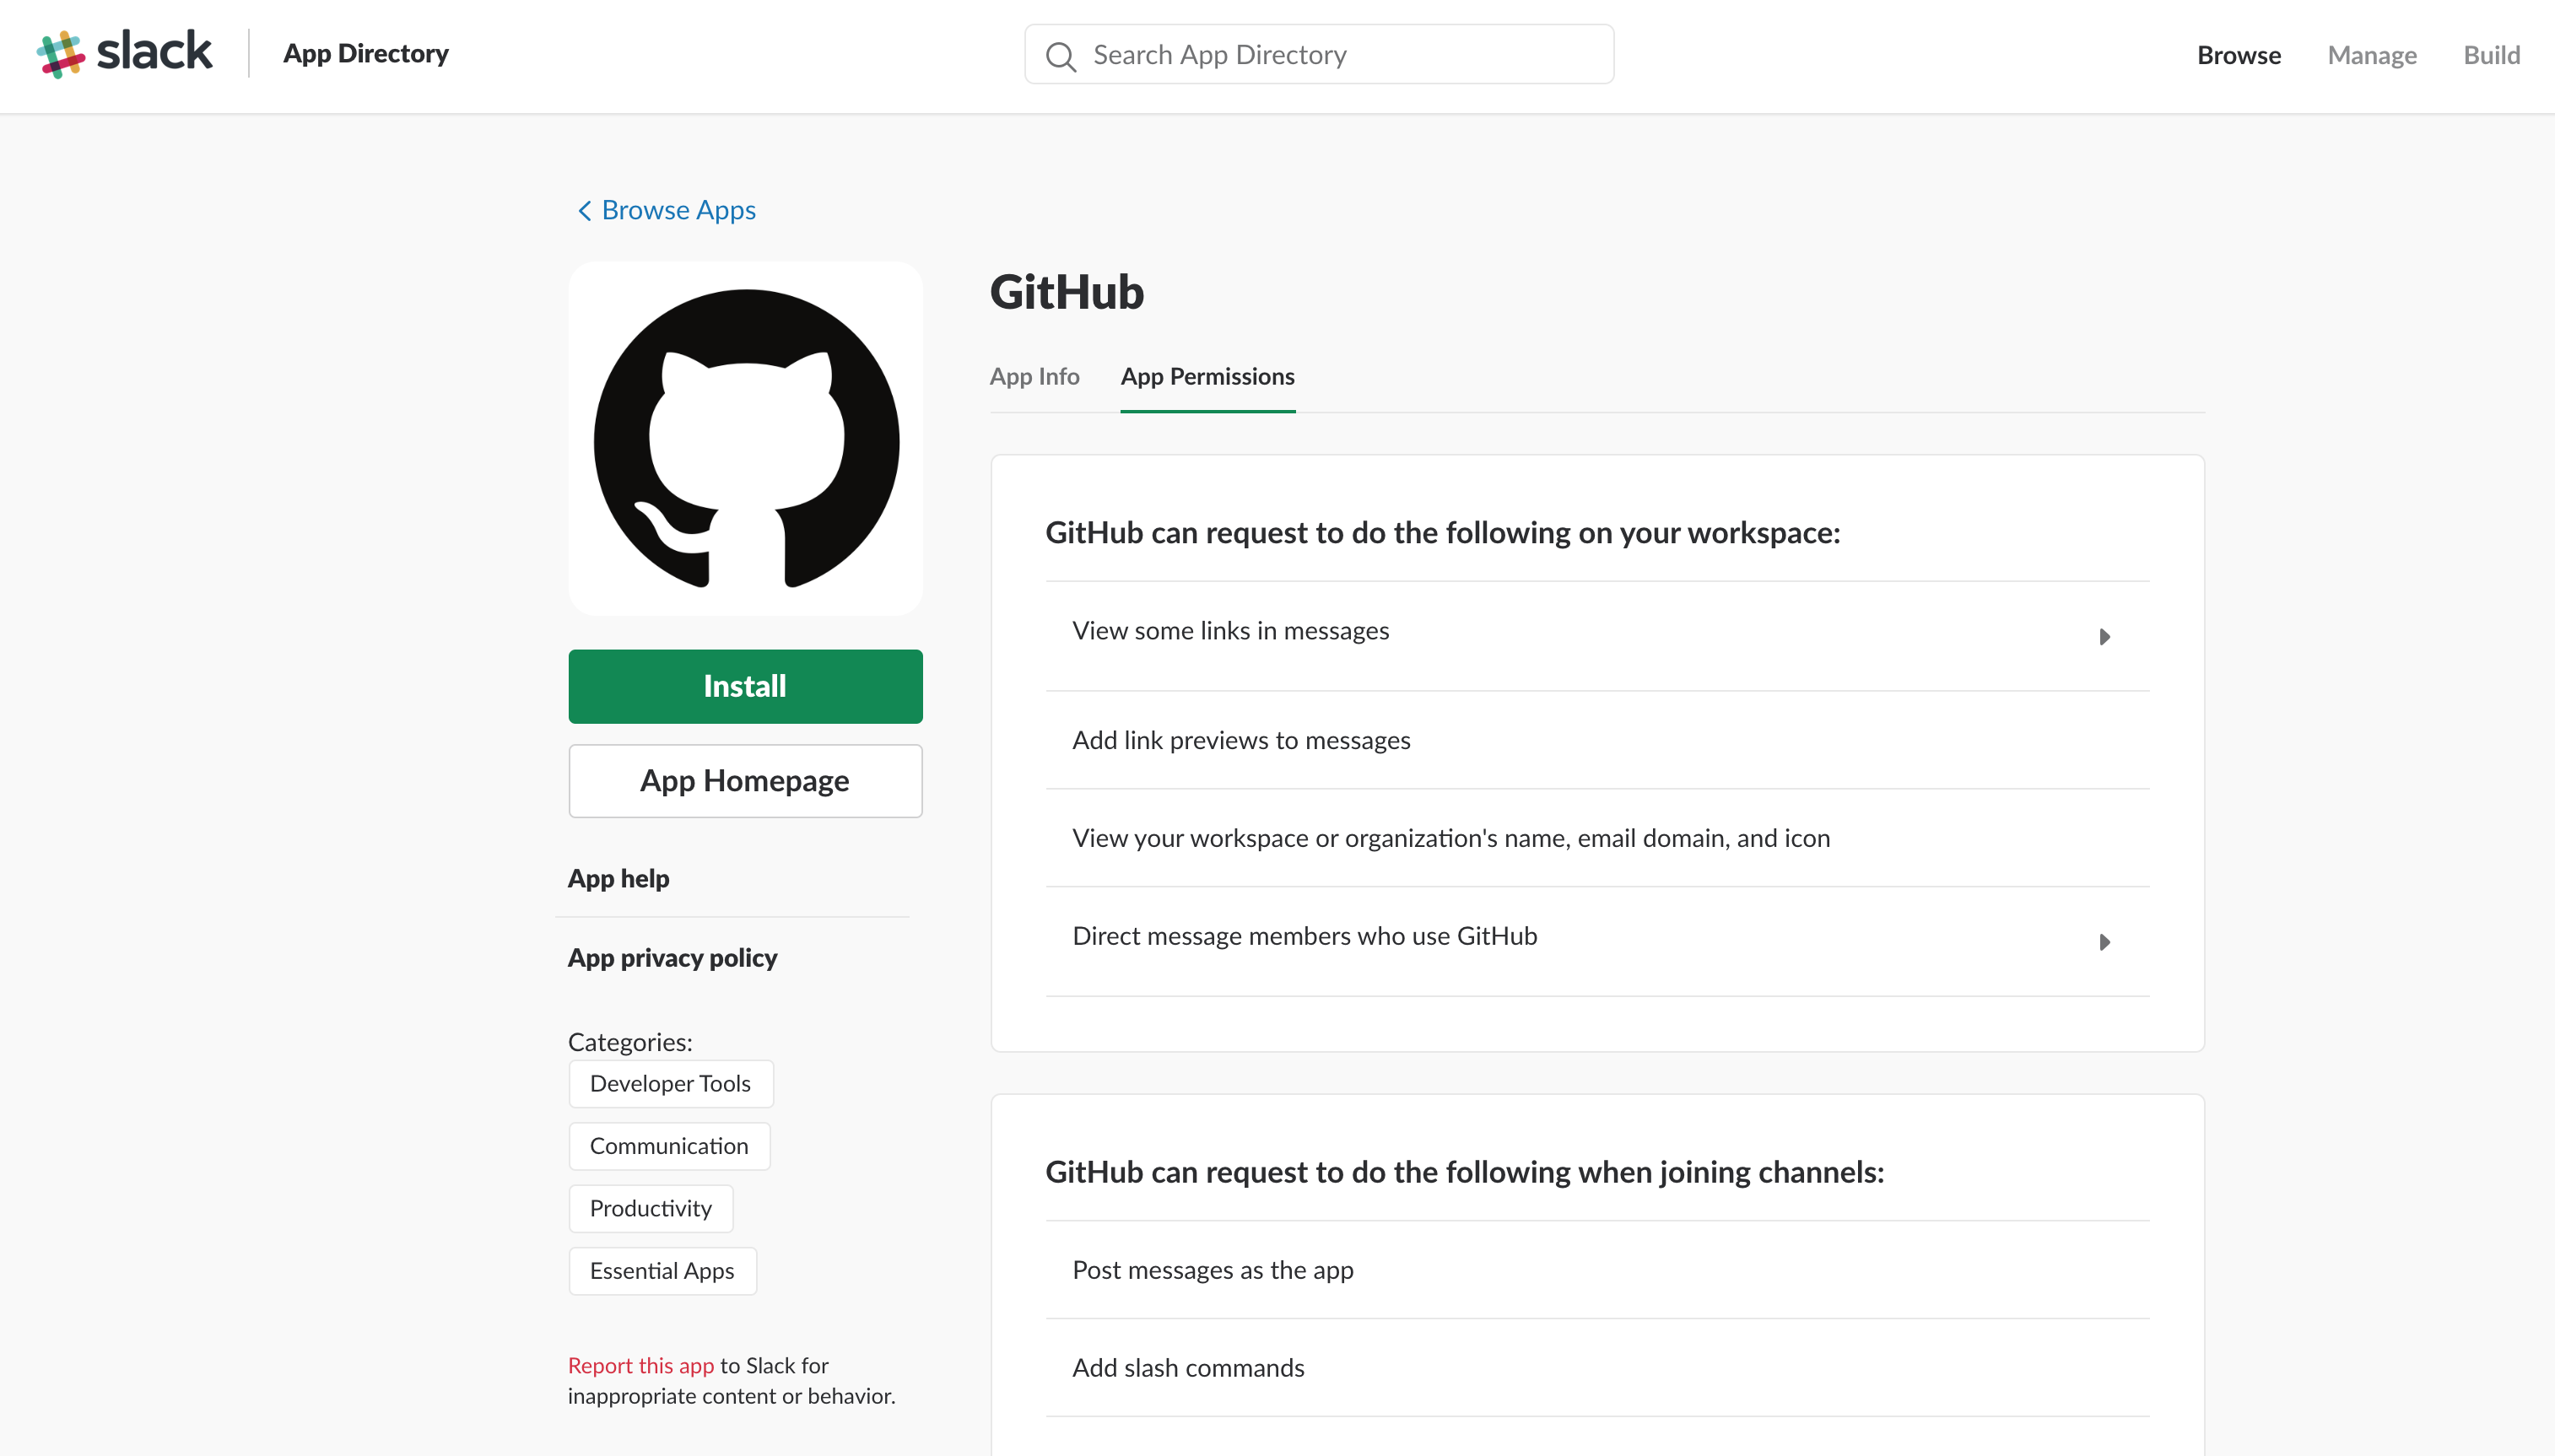 slack
App Directory
Search App Directory
Browse
Manage
Build
Browse Apps
Install
App Homepage
App help
App privacy policy
Categories:
Developer Tools
Communication
Productivity
Essential Apps
Report this app to Slack for
inappropriate content or behavior.
GitHub
App Info
App Permissions
GitHub can request to do the following on your workspace:
View some links in messages
Add link previews to messages
View your workspace or organization's name, email domain, and icon
Direct message members who use GitHub
GitHub can request to do the following when joining channels:
Post messages as the app
Add slash commands